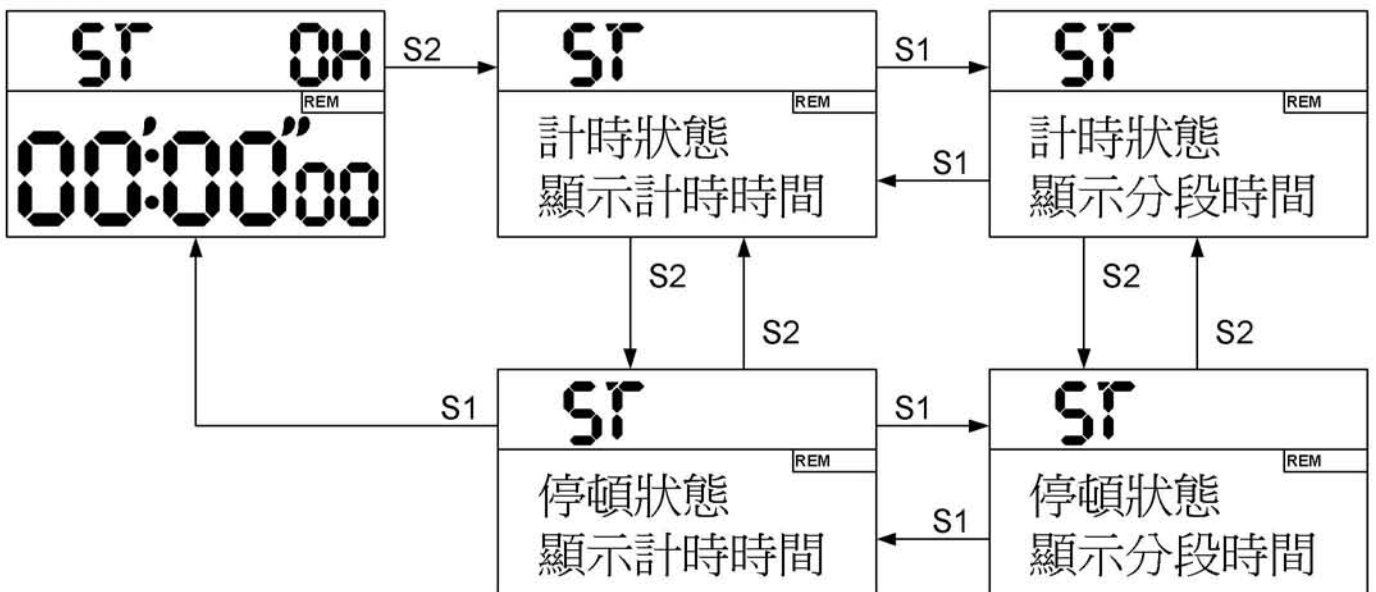 ST 0H
REM
00':00"00
S2
ST
REM
計時狀態
顯示計時時間
S1
S1
ST
REM
計時狀態
顯示分段時間
S2
S2
S2
S2
S1
ST
REM
停頓狀態
顯示計時時間
S1
S1
ST
REM
停頓狀態
顯示分段時間